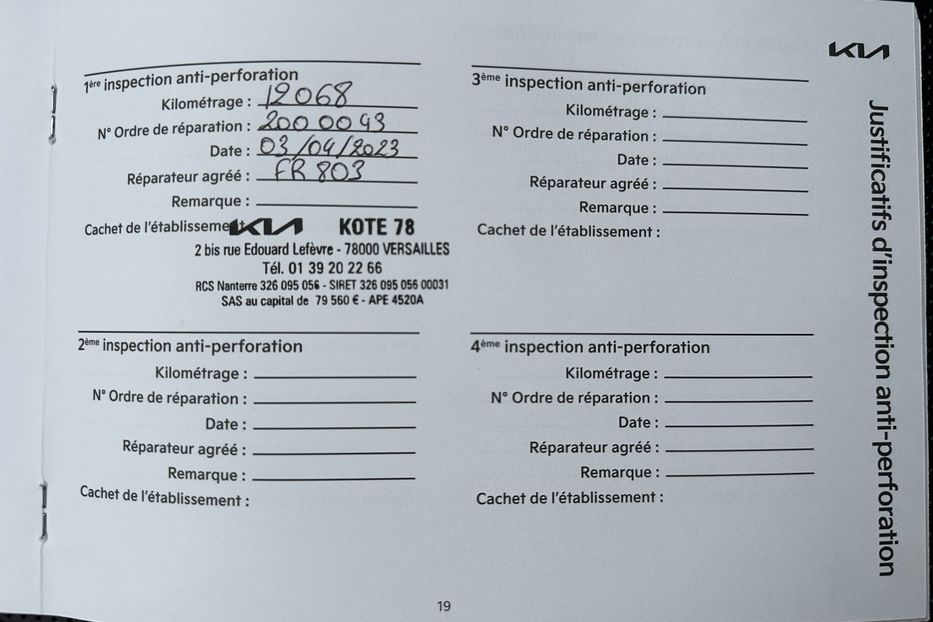 KIA
Justificatifs d'inspection anti-perforation
1ère inspection anti-perforation
Kilométrage : 12068
N° Ordre de réparation : 2000043
Date : 03/04/2023
Réparateur agréé : FR 803
Remarque :
Cachet de l'établissement
KIA KOTE 78
2 bis rue Edouard Lefèvre - 78000 VERSAILLES
Tél. 01 39 20 22 66
RCS Nanterre 326 095 056 - SIRET 326 095 056 00031
SAS au capital de 79 560 € - APE 4520A
2ème inspection anti-perforation
Kilométrage :
N° Ordre de réparation :
Date :
Réparateur agréé :
Remarque :
Cachet de l'établissement :
3ème inspection anti-perforation
Kilométrage :
N° Ordre de réparation :
Date :
Réparateur agréé :
Remarque :
Cachet de l'établissement :
4ème inspection anti-perforation
Kilométrage :
N° Ordre de réparation :
Date :
Réparateur agréé :
Remarque :
Cachet de l'établissement :
19